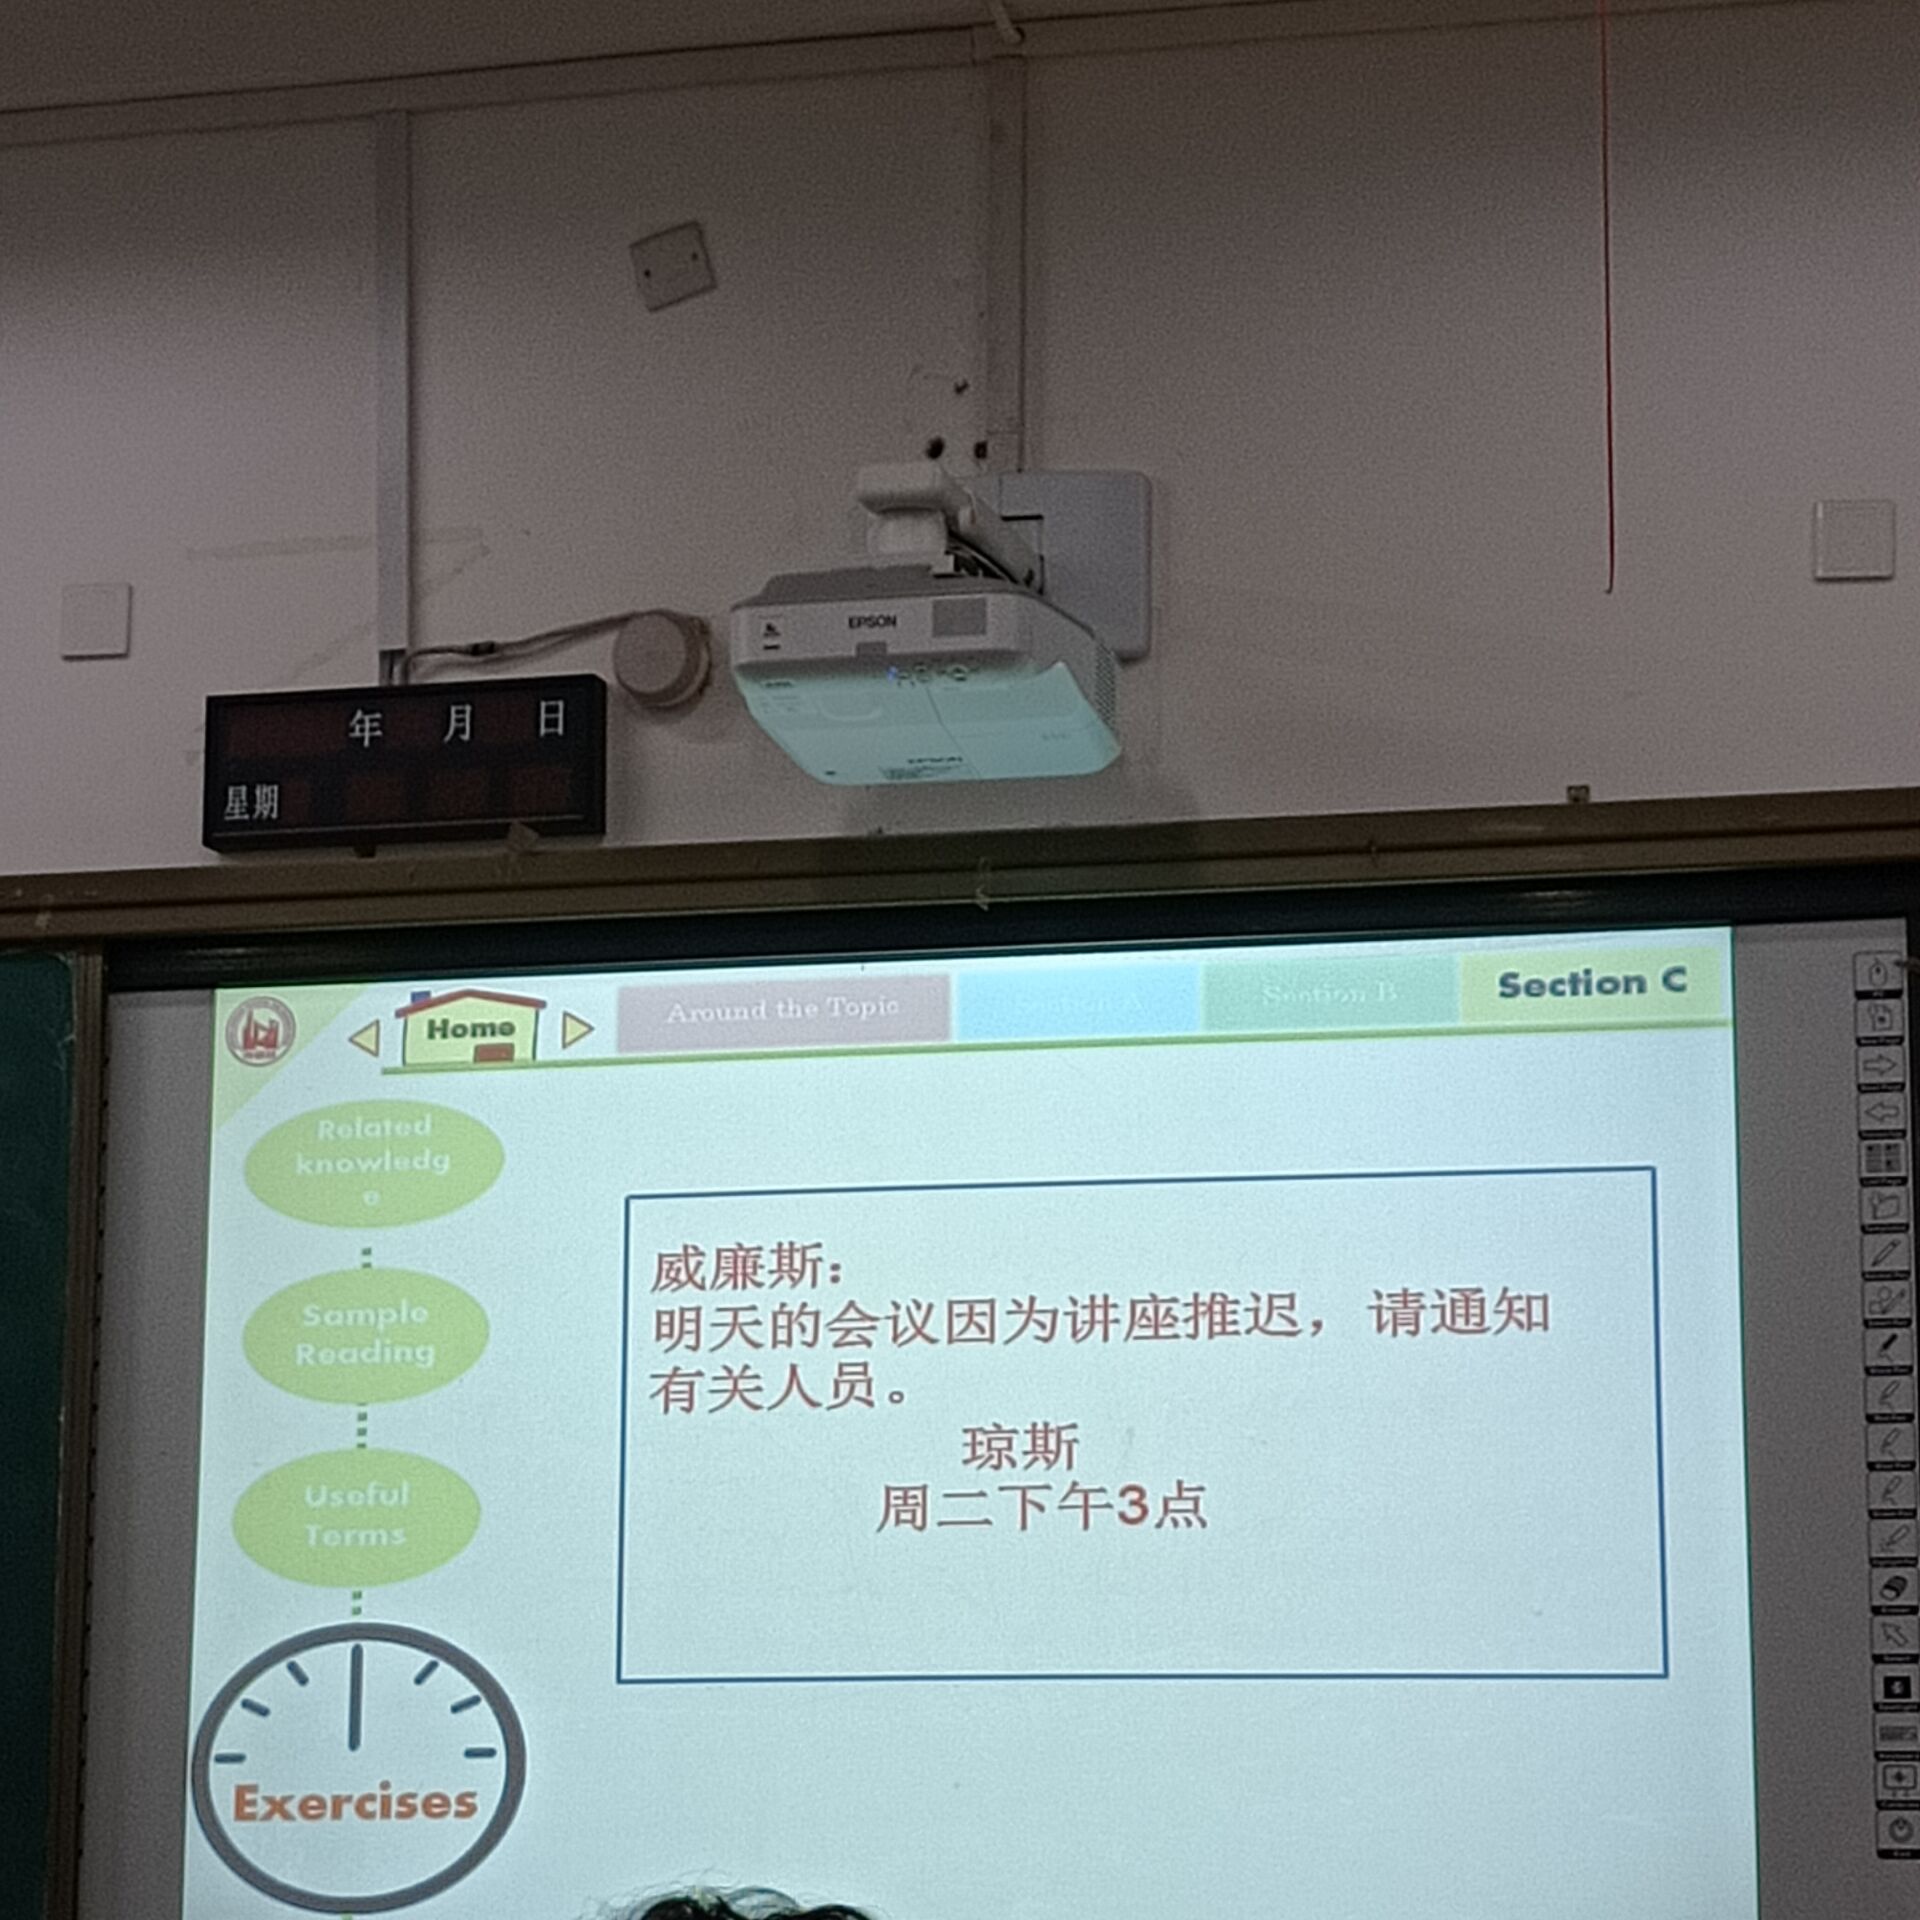 EPSON
年 月 日
星期
Home
Around the Topic
Section B
Section C
Related
knowledg
e
Sample
Reading
Useful
Terms
Exercises
威廉斯：
明天的会议因为讲座推迟，请通知
有关人员。
琼斯
周二下午3点